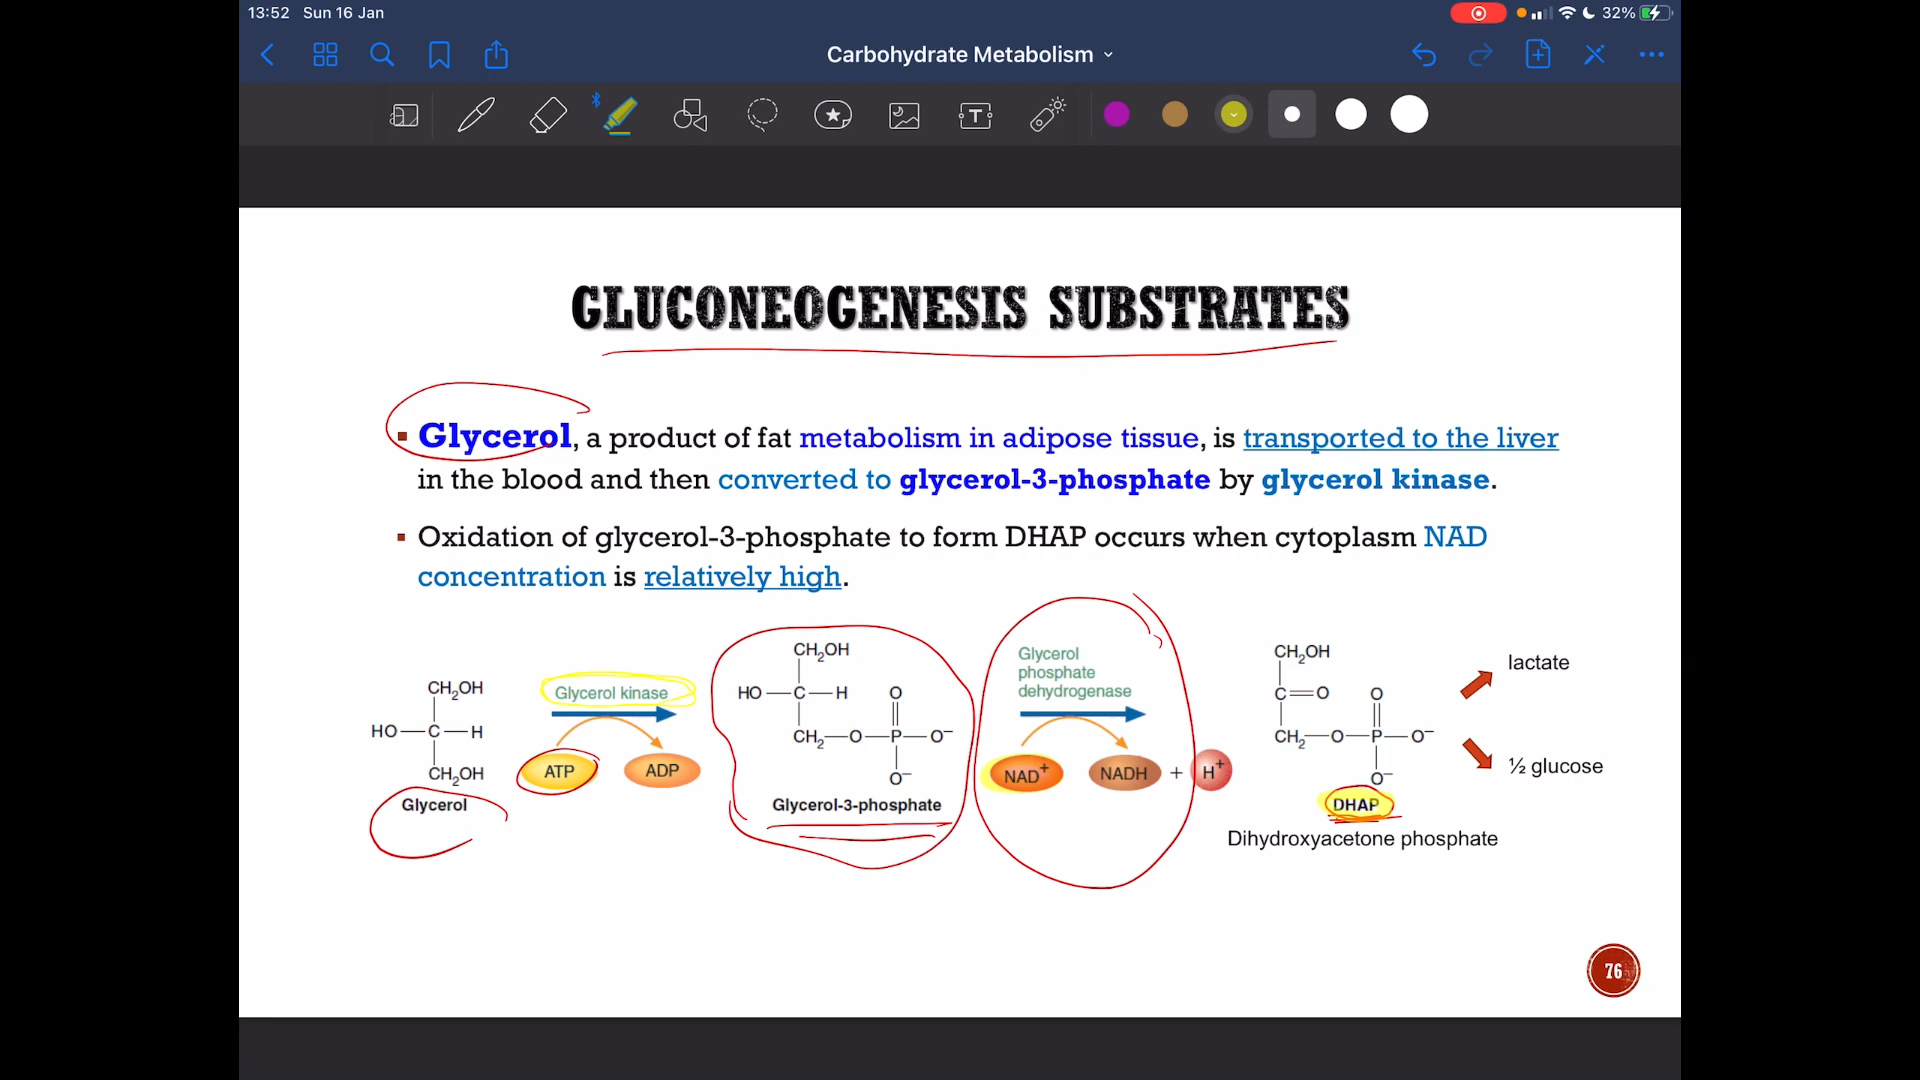 13:52 Sun 16 Jan
32%
Carbohydrate Metabolism
GLUCONEOGENESIS SUBSTRATES
▪ Glycerol, a product of fat metabolism in adipose tissue, is transported to the liver
in the blood and then converted to glycerol-3-phosphate by glycerol kinase.
▪ Oxidation of glycerol-3-phosphate to form DHAP occurs when cytoplasm NAD
concentration is relatively high.
CH₂OH
HO—C—H
CH₂OH
Glycerol
Glycerol kinase
ATP
ADP
CH₂OH
HO—C—H
O
CH₂—O—P—O⁻
O⁻
Glycerol-3-phosphate
Glycerol
phosphate
dehydrogenase
NAD⁺
NADH + H⁺
CH₂OH
C=O
O
CH₂—O—P—O⁻
O⁻
DHAP
Dihydroxyacetone phosphate
lactate
½ glucose
76